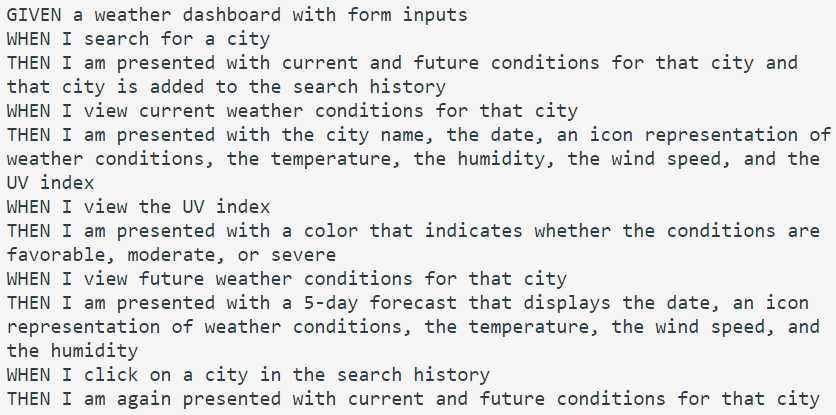 GIVEN a weather dashboard with form inputs
WHEN I search for a city
THEN I am presented with current and future conditions for that city and
that city is added to the search history
WHEN I view current weather conditions for that city
THEN I am presented with the city name, the date, an icon representation of
weather conditions, the temperature, the humidity, the wind speed, and the
UV index
WHEN I view the UV index
THEN I am presented with a color that indicates whether the conditions are
favorable, moderate, or severe
WHEN I view future weather conditions for that city
THEN I am presented with a 5-day forecast that displays the date, an icon
representation of weather conditions, the temperature, the wind speed, and
the humidity
WHEN I click on a city in the search history
THEN I am again presented with current and future conditions for that city